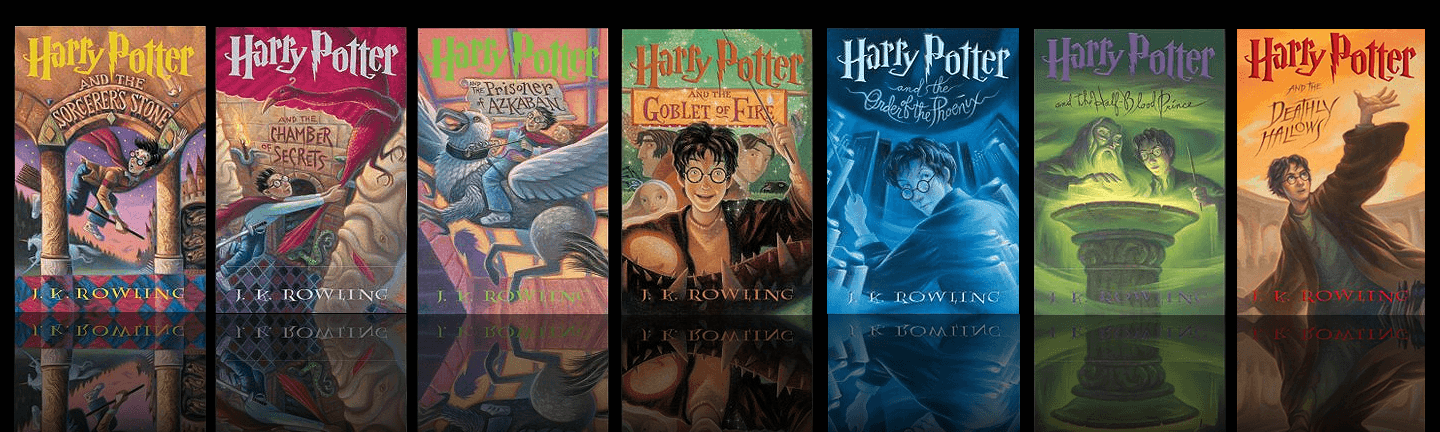 Harry Potter
AND THE
SORCERER'S STONE
J. K. ROWLING
Harry Potter
AND THE
CHAMBER
OF
SECRETS
J. K. ROWLING
Harry Potter
AND THE
PRISONER
OF AZKABAN
J. K. ROWLING
Harry Potter
AND THE
GOBLET OF FIRE
J. K. ROWLING
Harry Potter
and the
Order of the Phoenix
J. K. ROWLING
Harry Potter
and the Half-Blood Prince
J. K. ROWLING
Harry Potter
AND THE
DEATHLY
HALLOWS
J. K. ROWLING